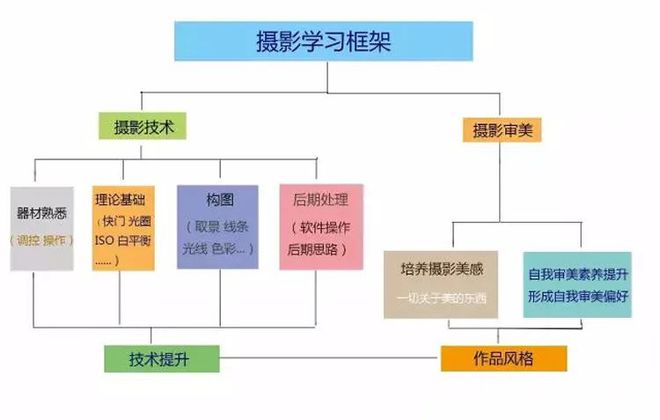 摄影学习框架
摄影技术
摄影审美
器材熟悉
（调控 操作）
理论基础
（快门 光圈
ISO 白平衡
......）
构图
（取景 线条
光线 色彩...）
后期处理
（软件操作
后期思路）
培养摄影美感
一切关于美的东西
自我审美素养提升
形成自我审美偏好
技术提升
作品风格